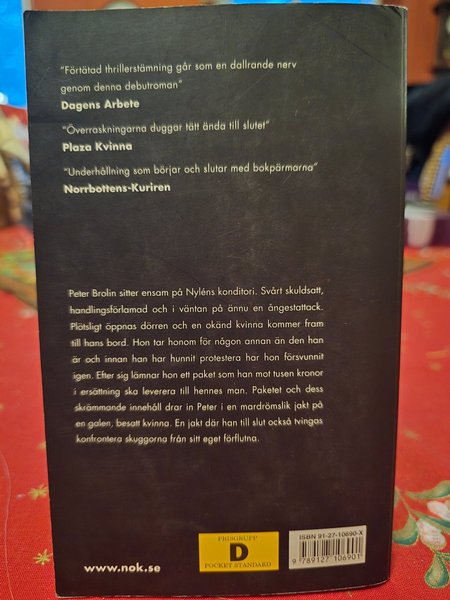 "Förtätad thrillerstämning går som en dallrande nerv
genom denna debutroman"
Dagens Arbete
"Överraskningarna duggar tätt ända till slutet"
Plaza Kvinna
"Underhållning som börjar och slutar med bokpärmarna"
Norrbottens-Kuriren
Peter Brolin sitter ensam på Nyléns konditori. Svårt skuldsatt,
handlingsförlamad och i väntan på ännu en ångestattack.
Plötsligt öppnas dörren och en okänd kvinna kommer fram
till hans bord. Hon tar honom för någon annan än den han
är och innan han har hunnit protestera har hon försvunnit
igen. Efter sig lämnar hon ett paket som han mot tusen kronor
i ersättning ska leverera till hennes man. Paketet och dess
skrämmande innehåll drar in Peter i en mardrömslik jakt på
en galen, besatt kvinna. En jakt där han till slut också tvingas
konfrontera skuggorna från sitt eget förflutna.
www.nok.se
PRISGRUPP
D
POCKET STANDARD
ISBN 91-27-10690-X
9 789127 106901